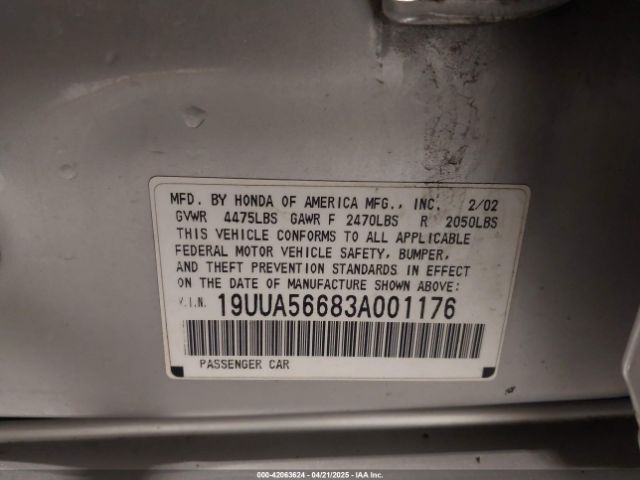 MFD. BY HONDA OF AMERICA MFG., INC. 2/02
GVWR 4475LBS GAWR F 2470LBS R 2050LBS
THIS VEHICLE CONFORMS TO ALL APPLICABLE
FEDERAL MOTOR VEHICLE SAFETY, BUMPER,
AND THEFT PREVENTION STANDARDS IN EFFECT
ON THE DATE OF MANUFACTURE SHOWN ABOVE:
V.I.N. 19UUA56683A001176
PASSENGER CAR
000-42063624 - 04/21/2025 - IAA Inc.